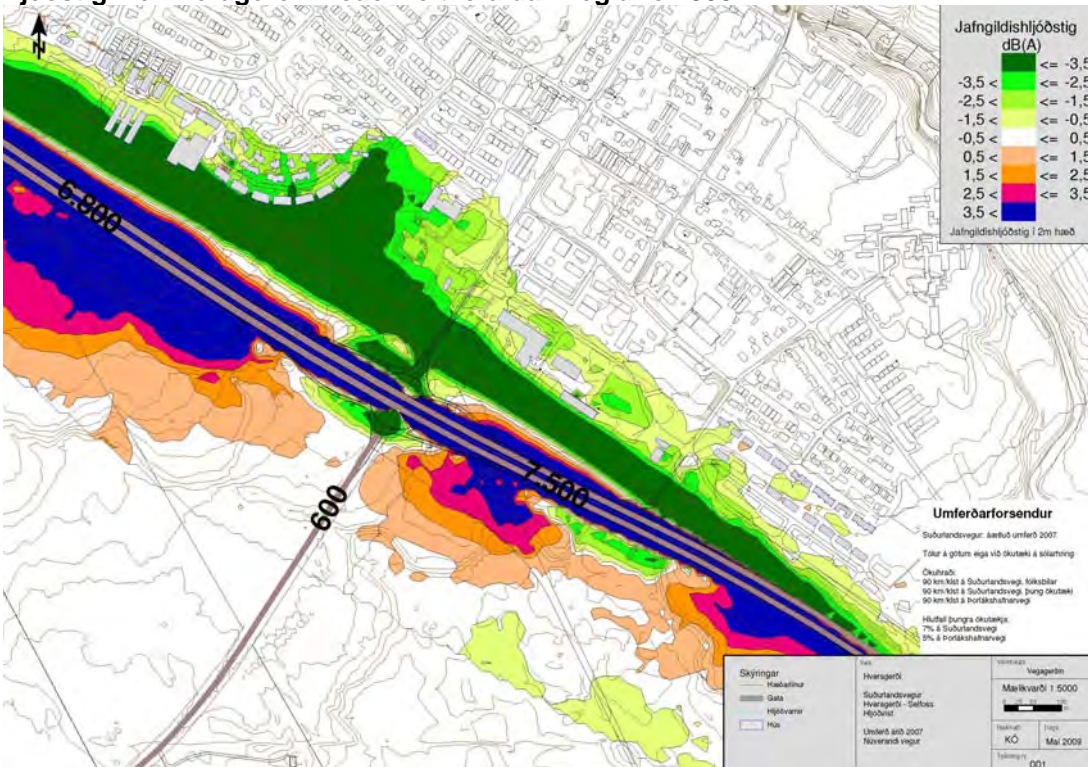 Jafngildishljóðstig
dB(A)
<= -3,5
-3,5 < <= -2,5
-2,5 < <= -1,5
-1,5 < <= -0,5
-0,5 < <= 0,5
0,5 < <= 1,5
1,5 < <= 2,5
2,5 < <= 3,5
3,5 <
Jafngildishljóðstig í 2m hæð
6.900
7.500
600
Umferðarforsendur
Suðurlandsvegur: áætluð umferð 2007
Tölur á götum eiga við ökutæki á sólarhring
Ökuhraði:
90 km/klst á Suðurlandsvegi, fólksbílar
90 km/klst á Suðurlandsvegi, þung ökutæki
90 km/klst á Þorlákshafnarvegi
Hlutfall þungra ökutækja:
7% á Suðurlandsvegi
5% á Þorlákshafnarvegi
Skýringar
Hæðarlínur
Gata
Hljóðvarnir
Hús
Hveragerði
Suðurlandsvegur
Hveragerði - Selfoss
Hljóðvist
Umferð árið 2007
Núverandi vegur
Vegagerðin
Mælikvarði 1:5000
KÓ
Maí 2009
001